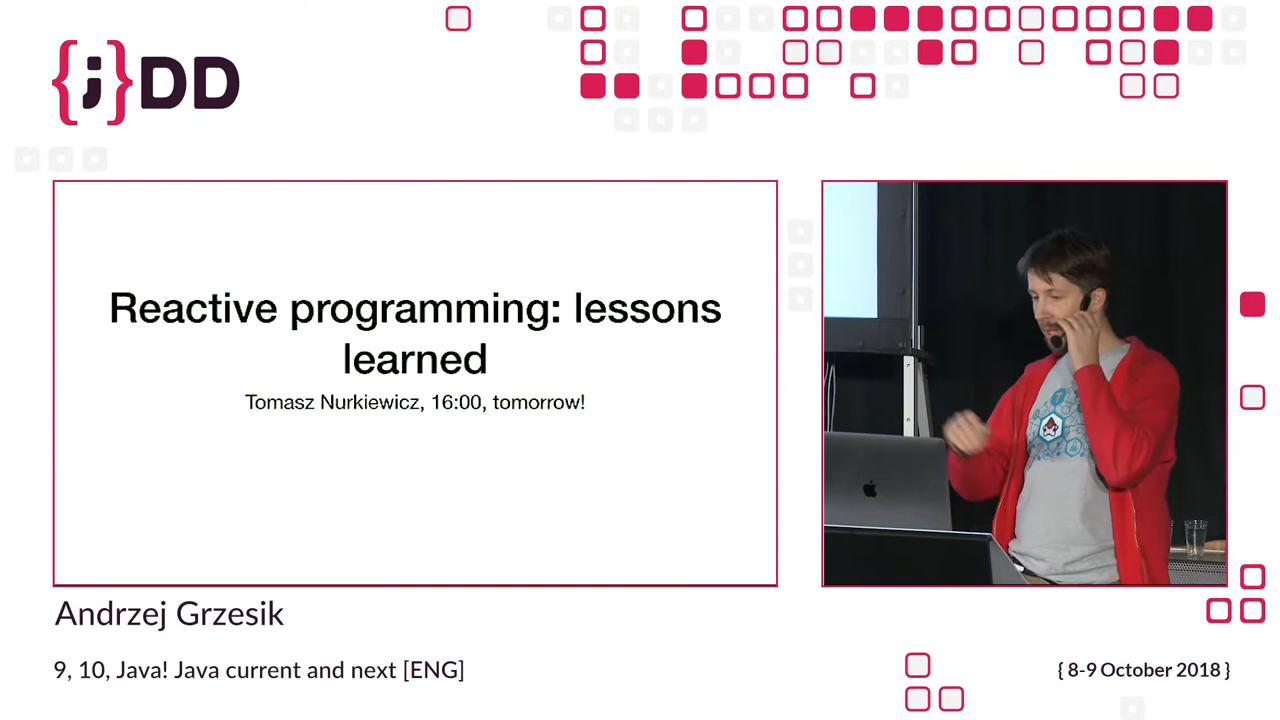 {j}DD
Reactive programming: lessons
learned
Tomasz Nurkiewicz, 16:00, tomorrow!
Andrzej Grzesik
9, 10, Java! Java current and next [ENG]
{ 8-9 October 2018 }